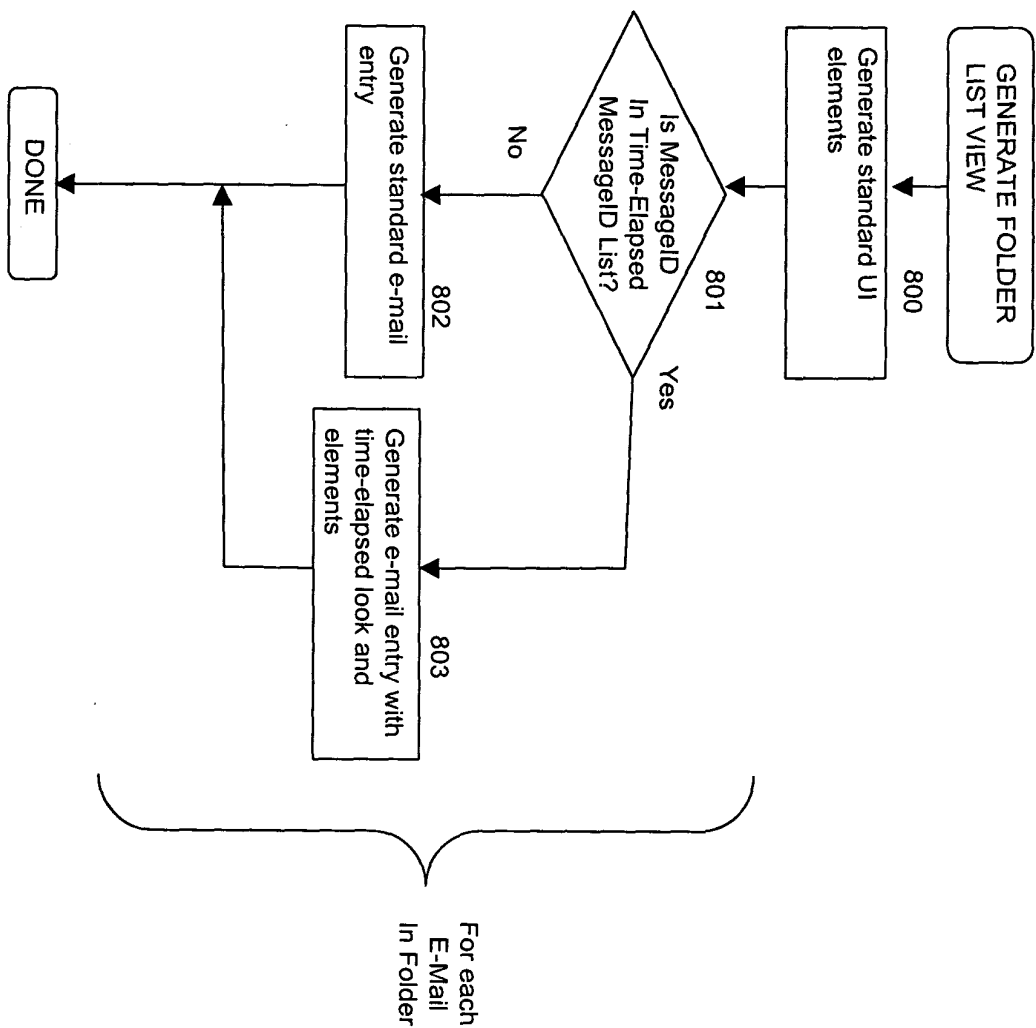 GENERATE FOLDER
LIST VIEW
800
Generate standard UI
elements
801
Is MessageID
In Time-Elapsed
MessageID List?
Yes
No
802
Generate standard e-mail
entry
803
Generate e-mail entry with
time-elapsed look and
elements
For each
E-Mail
In Folder
DONE